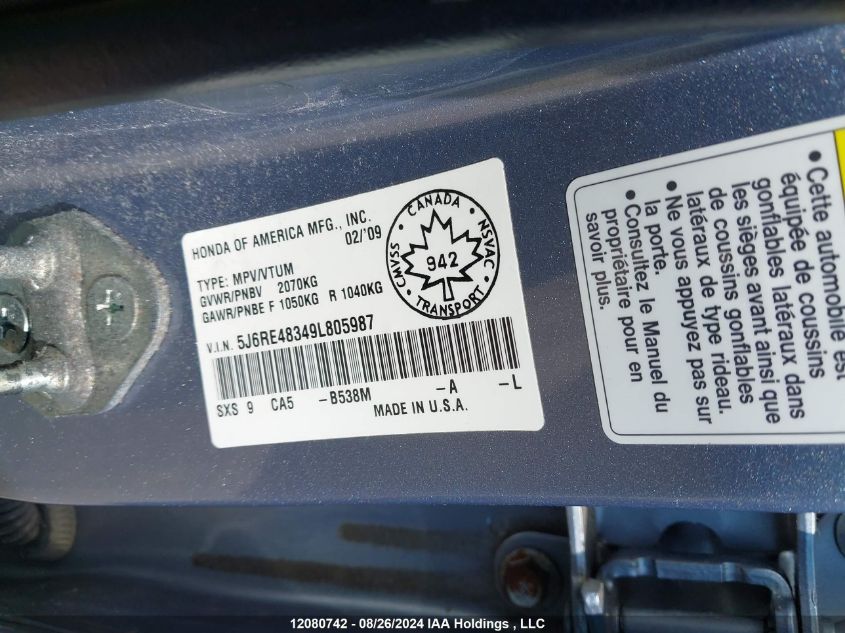 HONDA OF AMERICA MFG., INC.
02/'09
TYPE: MPV/VTUM
GVWR/PNBV 2070KG
GAWR/PNBE F 1050KG R 1040KG
V.I.N. 5J6RE48349L805987
SXS 9 CA5 -B538M -A -L
MADE IN U.S.A.
CANADA
CMVSS
942
NSVAC
TRANSPORT
• Cette automobile est
équipée de coussins
gonflables latéraux dans
les sièges avant ainsi que
de coussins gonflables
latéraux de type rideau.
• Ne vous appuyez pas sur
la porte.
• Consultez le Manuel du
propriétaire pour en
savoir plus.
12080742 - 08/26/2024 IAA Holdings , LLC